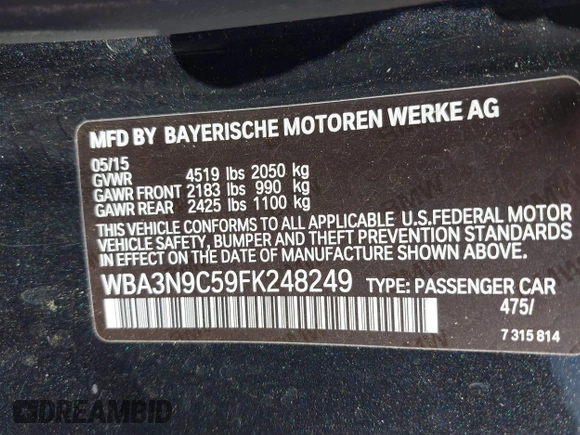 MFD BY BAYERISCHE MOTOREN WERKE AG
05/15
GVWR 4519 lbs 2050 kg
GAWR FRONT 2183 lbs 990 kg
GAWR REAR 2425 lbs 1100 kg
THIS VEHICLE CONFORMS TO ALL APPLICABLE U.S.FEDERAL MOTOR
VEHICLE SAFETY, BUMPER AND THEFT PREVENTION STANDARDS
IN EFFECT ON THE DATE OF MANUFACTURE SHOWN ABOVE.
WBA3N9C59FK248249 TYPE: PASSENGER CAR
475/
7 315 814
DREAMBID